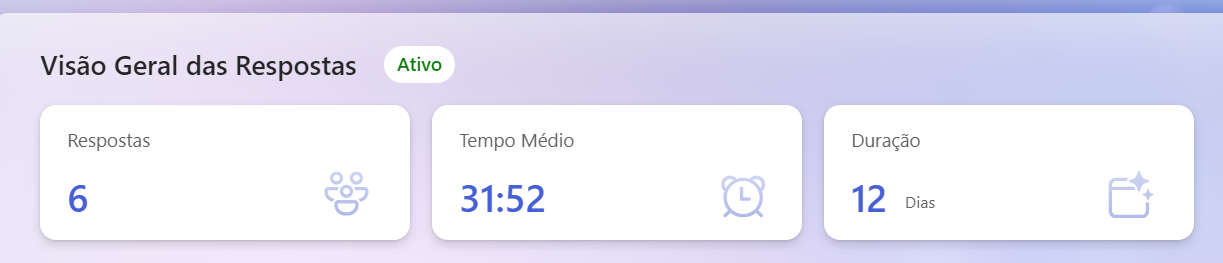 Visão Geral das Respostas Ativo
Respostas Tempo Médio Duração
6 31:52 12 Dias